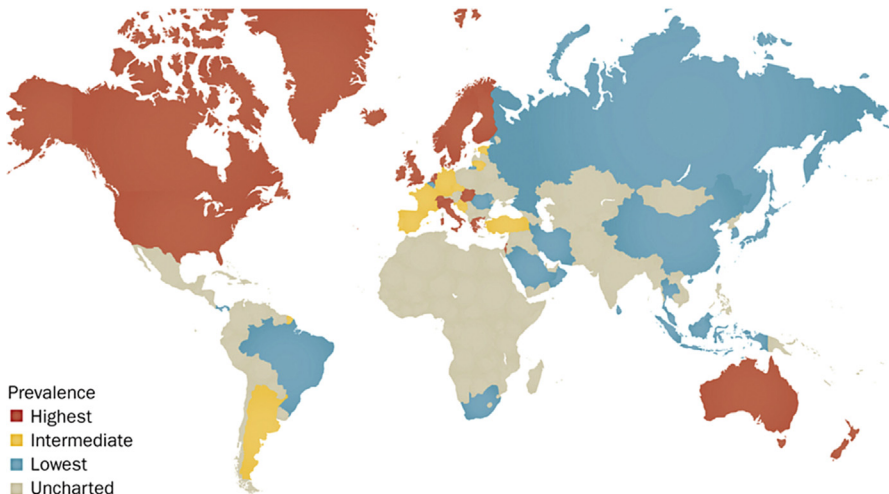 Prevalence
Highest
Intermediate
Lowest
Uncharted